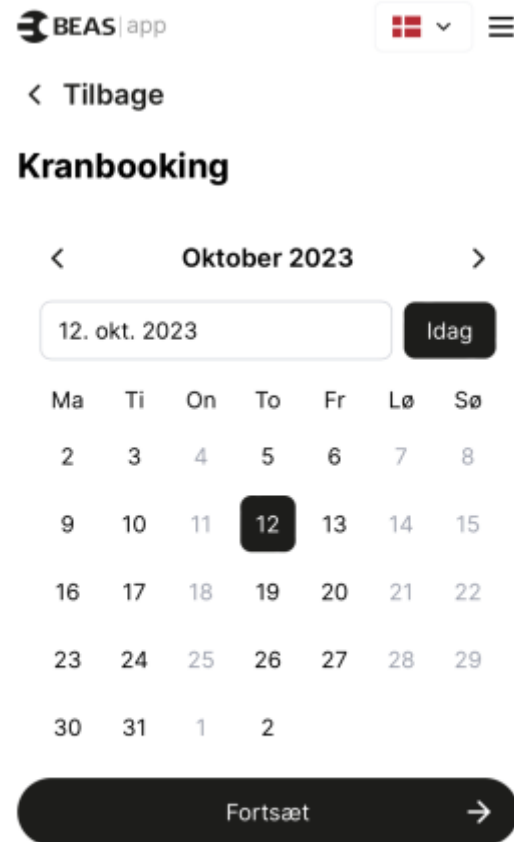 BEAS|app
Tilbage
Kranbooking
Oktober 2023
12. okt. 2023 Idag
Ma Ti On To Fr Lø Sø
2 3 4 5 6 7 8
9 10 11 12 13 14 15
16 17 18 19 20 21 22
23 24 25 26 27 28 29
30 31 1 2
Fortsæt